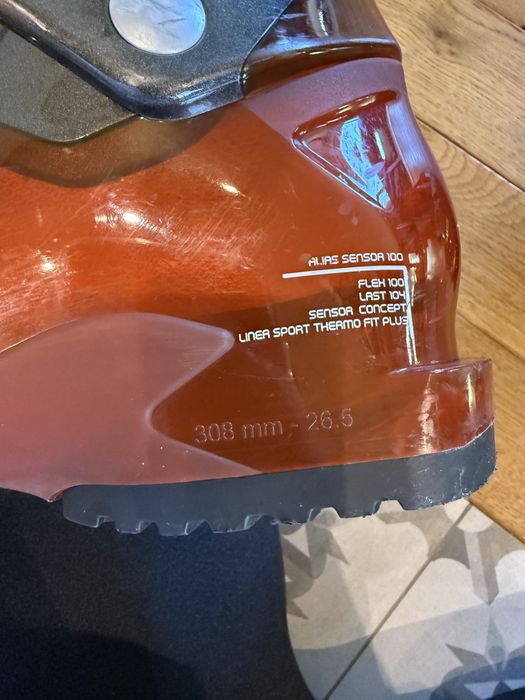 ALIAS SENSOR 100
FLEX 100
LAST 104
SENSOR CONCEPT
LINER SPORT THERMO FIT PLUS
308 mm - 26.5